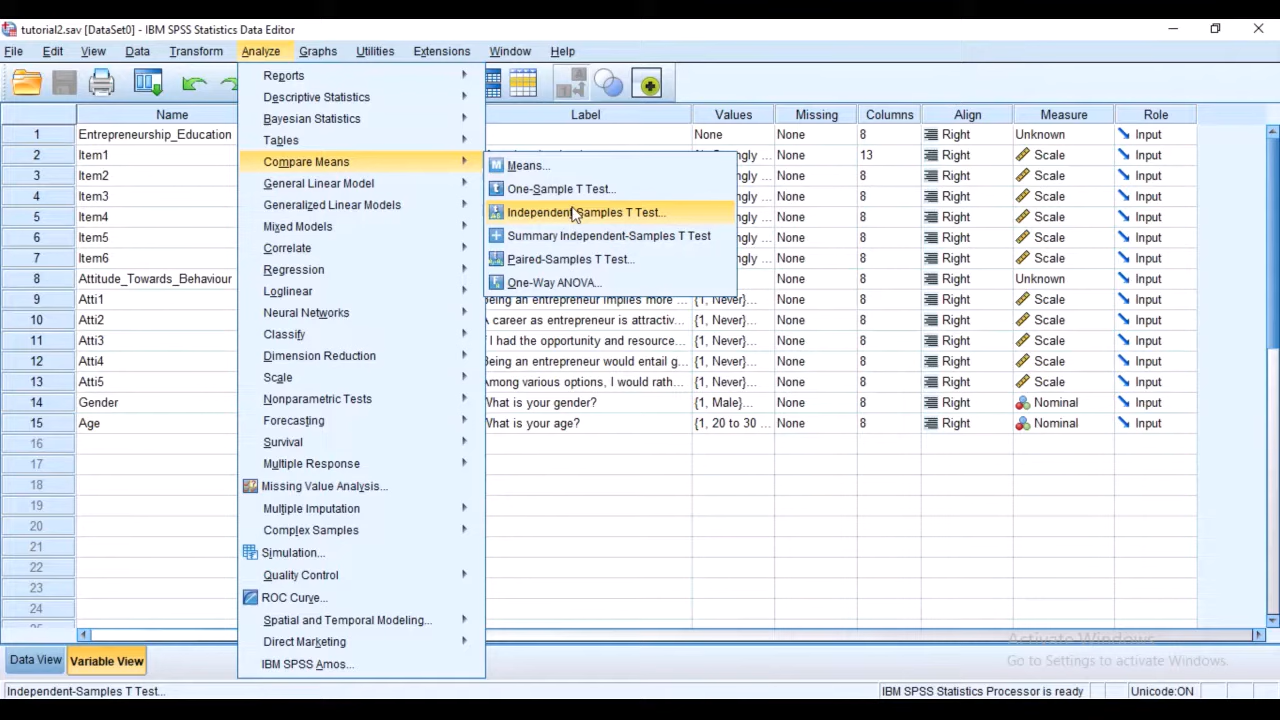 tutorial2.sav [DataSet0] - IBM SPSS Statistics Data Editor
File Edit View Data Transform Analyze Graphs Utilities Extensions Window Help
Name Label Values Missing Columns Align Measure Role
1 Entrepreneurship_Education None None 8 Right Unknown Input
2 Item1 None 13 Right Scale Input
3 Item2 None 8 Right Scale Input
4 Item3 None 8 Right Scale Input
5 Item4 None 8 Right Scale Input
6 Item5 None 8 Right Scale Input
7 Item6 None 8 Right Scale Input
8 Attitude_Towards_Behaviour None 8 Right Unknown Input
9 Atti1 being an entrepreneur implies more ... {1, Never}... None 8 Right Scale Input
10 Atti2 A career as entrepreneur is attractiv... {1, Never}... None 8 Right Scale Input
11 Atti3 I had the opportunity and resource... {1, Never}... None 8 Right Scale Input
12 Atti4 Being an entrepreneur would entail g... {1, Never}... None 8 Right Scale Input
13 Atti5 Among various options, I would rath... {1, Never}... None 8 Right Scale Input
14 Gender What is your gender? {1, Male}... None 8 Right Nominal Input
15 Age What is your age? {1, 20 to 30 ... None 8 Right Nominal Input
16
17
18
19
20
21
22
23
24
Reports
Descriptive Statistics
Bayesian Statistics
Tables
Compare Means
General Linear Model
Generalized Linear Models
Mixed Models
Correlate
Regression
Loglinear
Neural Networks
Classify
Dimension Reduction
Scale
Nonparametric Tests
Forecasting
Survival
Multiple Response
Missing Value Analysis...
Multiple Imputation
Complex Samples
Simulation...
Quality Control
ROC Curve...
Spatial and Temporal Modeling...
Direct Marketing
IBM SPSS Amos...
Means...
One-Sample T Test...
Independent-Samples T Test...
Summary Independent-Samples T Test
Paired-Samples T Test...
One-Way ANOVA...
Activate Windows
Go to Settings to activate Windows.
Data View Variable View
Independent-Samples T Test... IBM SPSS Statistics Processor is ready Unicode:ON